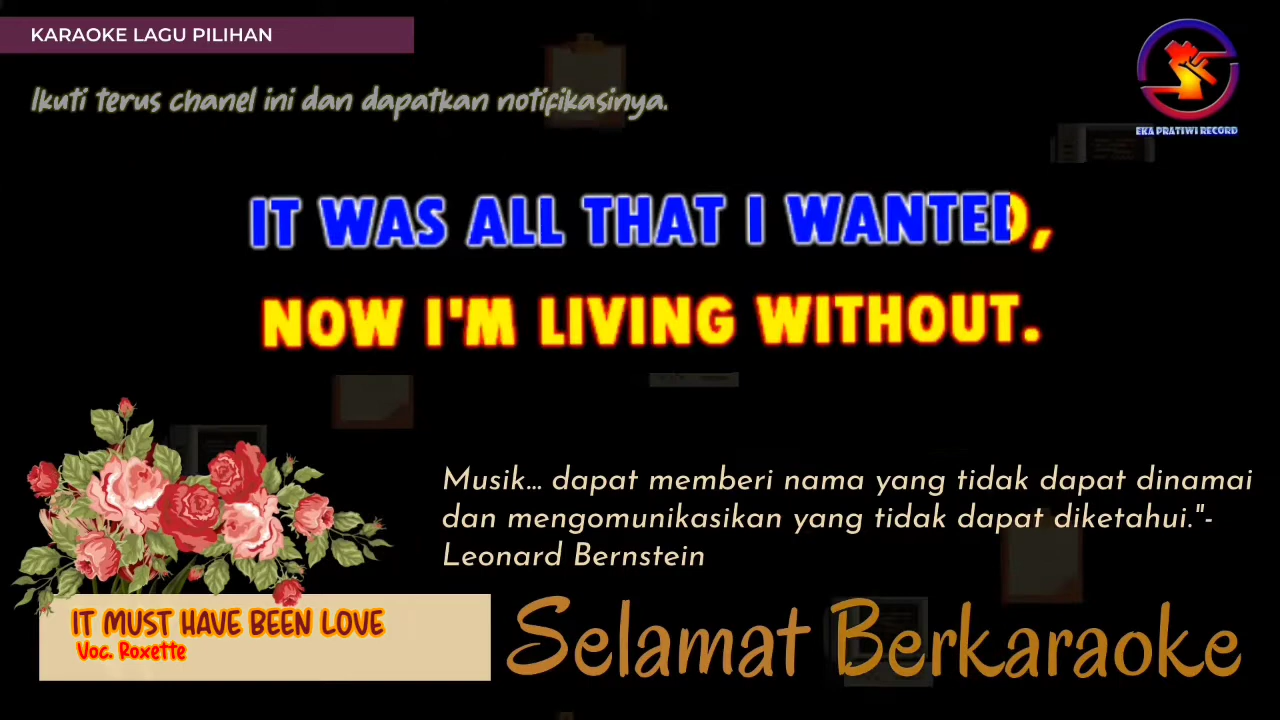 KARAOKE LAGU PILIHAN
Ikuti terus chanel ini dan dapatkan notifikasinya.
EKA PRATIWI RECORD
IT WAS ALL THAT I WANTED,
NOW I'M LIVING WITHOUT.
Musik... dapat memberi nama yang tidak dapat dinamai
dan mengomunikasikan yang tidak dapat diketahui."-
Leonard Bernstein
IT MUST HAVE BEEN LOVE
Voc. Roxette
Selamat Berkaraoke